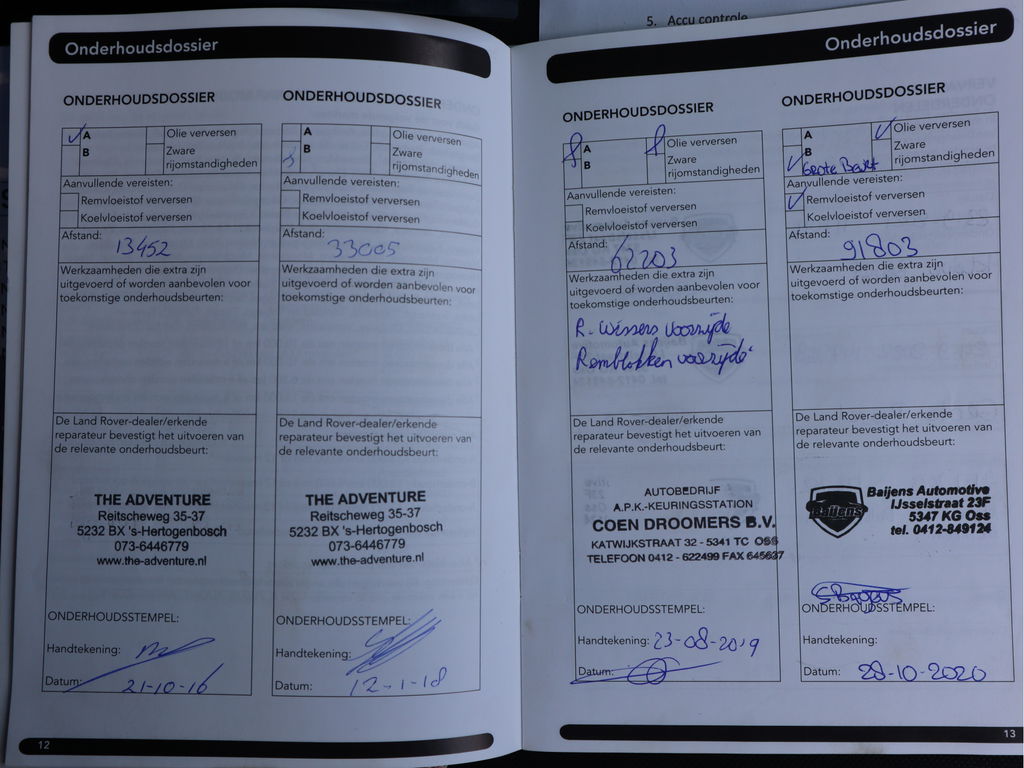 5. Accu controle
Onderhoudsdossier
ONDERHOUDSDOSSIER
A
B
Olie verversen
Zware
rijomstandigheden
Aanvullende vereisten:
Remvloeistof verversen
Koelvloeistof verversen
Afstand:
13452
Werkzaamheden die extra zijn
uitgevoerd of worden aanbevolen voor
toekomstige onderhoudsbeurten:
De Land Rover-dealer/erkende
reparateur bevestigt het uitvoeren van
de relevante onderhoudsbeurt:
THE ADVENTURE
Reitscheweg 35-37
5232 BX 's-Hertogenbosch
073-6446779
www.the-adventure.nl
ONDERHOUDSSTEMPEL:
Handtekening:
Datum:
21-10-16
ONDERHOUDSDOSSIER
A
B
Olie verversen
Zware
rijomstandigheden
Aanvullende vereisten:
Remvloeistof verversen
Koelvloeistof verversen
Afstand:
33005
Werkzaamheden die extra zijn
uitgevoerd of worden aanbevolen voor
toekomstige onderhoudsbeurten:
De Land Rover-dealer/erkende
reparateur bevestigt het uitvoeren van
de relevante onderhoudsbeurt:
THE ADVENTURE
Reitscheweg 35-37
5232 BX 's-Hertogenbosch
073-6446779
www.the-adventure.nl
ONDERHOUDSSTEMPEL:
Handtekening:
Datum:
12-1-18
12
Onderhoudsdossier
ONDERHOUDSDOSSIER
A
B
Olie verversen
Zware
rijomstandigheden
Aanvullende vereisten:
Remvloeistof verversen
Koelvloeistof verversen
Afstand:
62203
Werkzaamheden die extra zijn
uitgevoerd of worden aanbevolen voor
toekomstige onderhoudsbeurten:
R. Wissers voorzijde
Remblokken voorzijde
De Land Rover-dealer/erkende
reparateur bevestigt het uitvoeren van
de relevante onderhoudsbeurt:
AUTOBEDRIJF
A.P.K.-KEURINGSSTATION
COEN DROOMERS B.V.
KATWIJKSTRAAT 32 - 5341 TC OSS
TELEFOON 0412 - 622499 FAX 645637
ONDERHOUDSSTEMPEL:
Handtekening:
23-08-2019
Datum:
ONDERHOUDSDOSSIER
A
B
Olie verversen
Zware
rijomstandigheden
Grote Beurt
Aanvullende vereisten:
Remvloeistof verversen
Koelvloeistof verversen
Afstand:
91803
Werkzaamheden die extra zijn
uitgevoerd of worden aanbevolen voor
toekomstige onderhoudsbeurten:
De Land Rover-dealer/erkende
reparateur bevestigt het uitvoeren van
de relevante onderhoudsbeurt:
Baijens
Baijens Automotive
IJsselstraat 23F
5347 KG Oss
tel. 0412-849124
ONDERHOUDSSTEMPEL:
Handtekening:
Datum:
28-10-2020
13